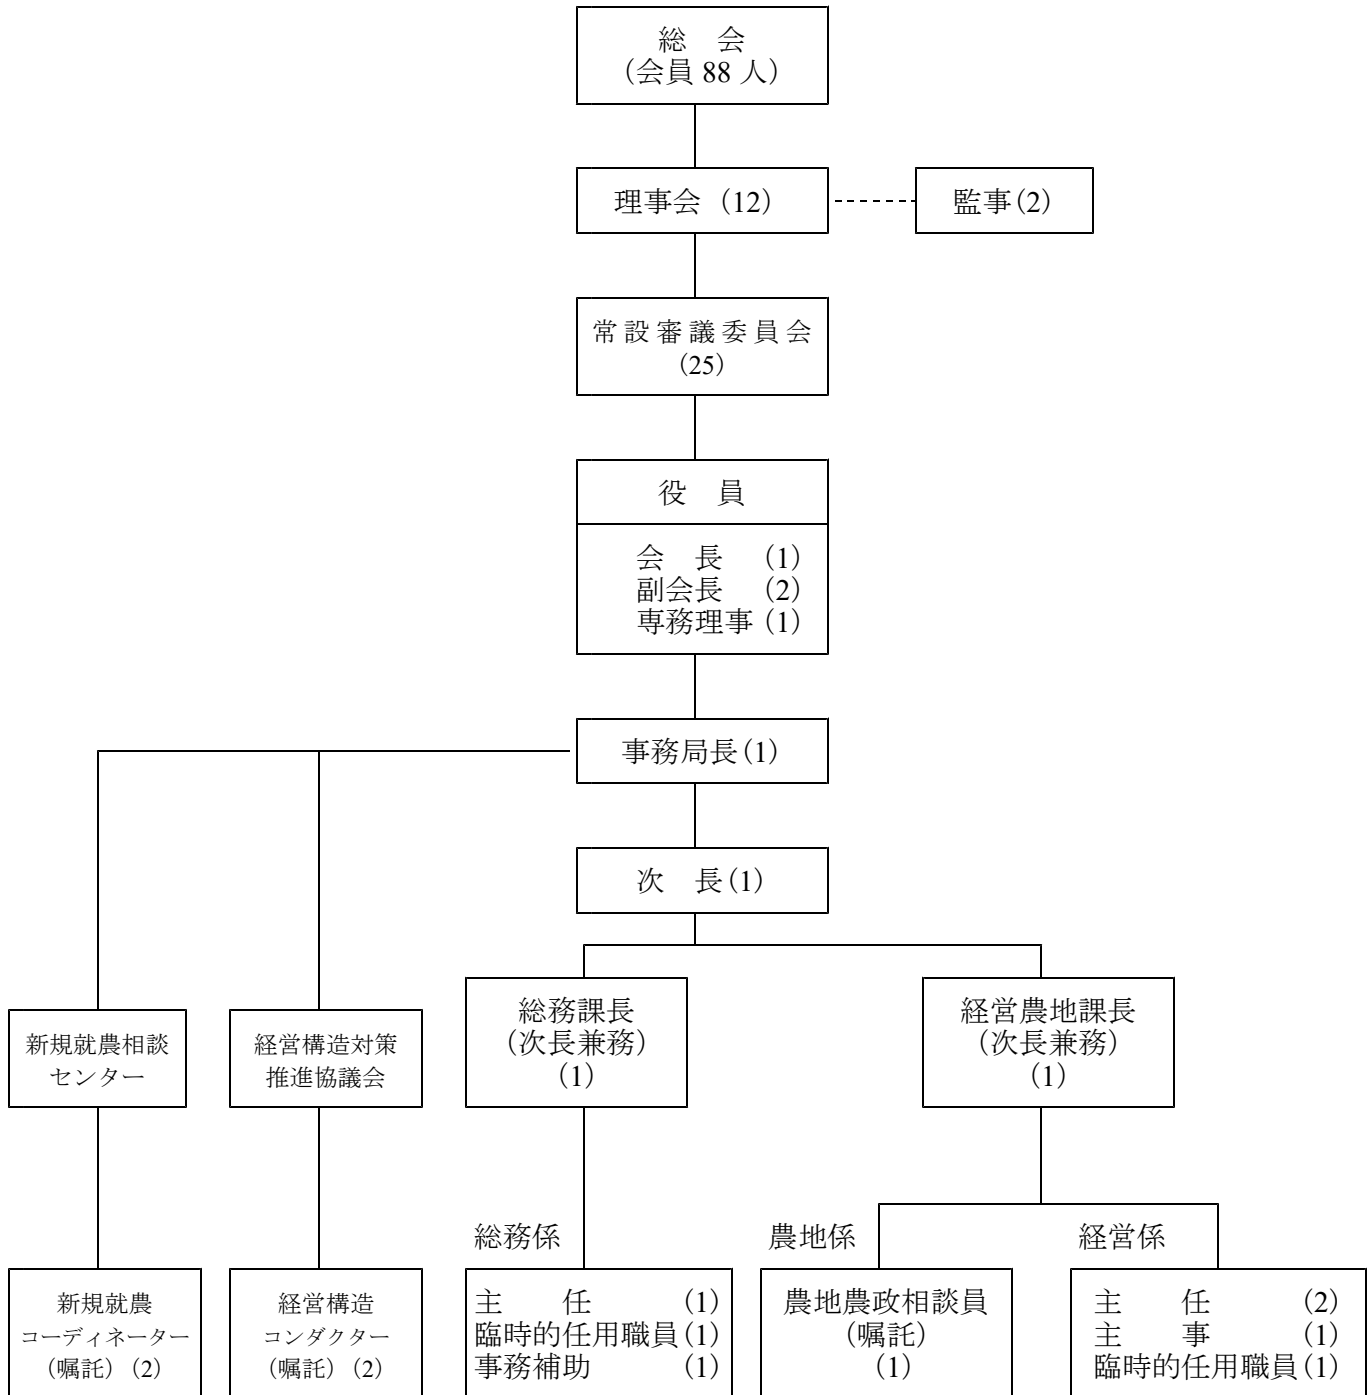 総　会
（会員 88 人）
理事会（12）
監事（2）
常設審議委員会
（25）
役　員
会　長　（1）
副会長　（2）
専務理事（1）
事務局長（1）
次　長（1）
新規就農相談
センター
経営構造対策
推進協議会
総務課長
（次長兼務）
（1）
経営農地課長
（次長兼務）
（1）
総務係
農地係
経営係
新規就農
コーディネーター
（嘱託）（2）
経営構造
コンダクター
（嘱託）（2）
主　　任　　　（1）
臨時的任用職員（1）
事務補助　　　（1）
農地農政相談員
（嘱託）
（1）
主　　任　　　（2）
主　　事　　　（1）
臨時的任用職員（1）